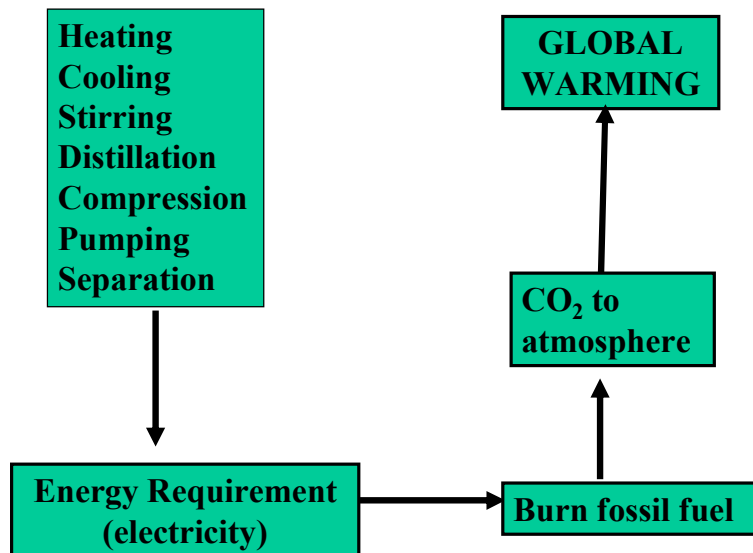 Heating
Cooling
Stirring
Distillation
Compression
Pumping
Separation
Energy Requirement
(electricity)
Burn fossil fuel
CO₂ to
atmosphere
GLOBAL
WARMING